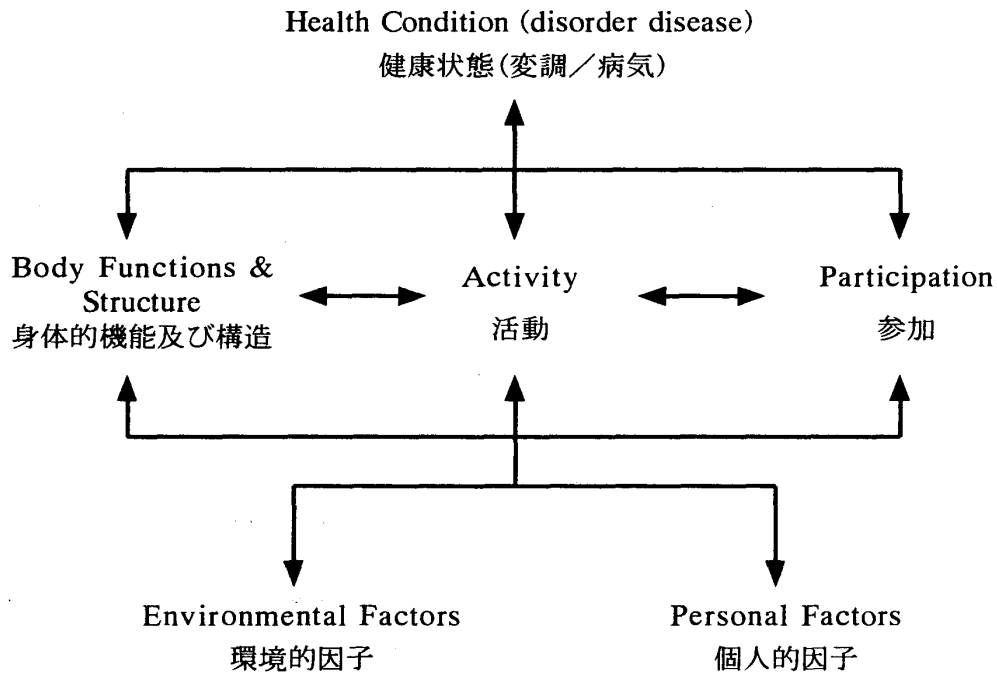 Health Condition (disorder disease)
健康状態(変調／病気)
Body Functions &
Structure
身体的機能及び構造
Activity
活動
Participation
参加
Environmental Factors
環境的因子
Personal Factors
個人的因子